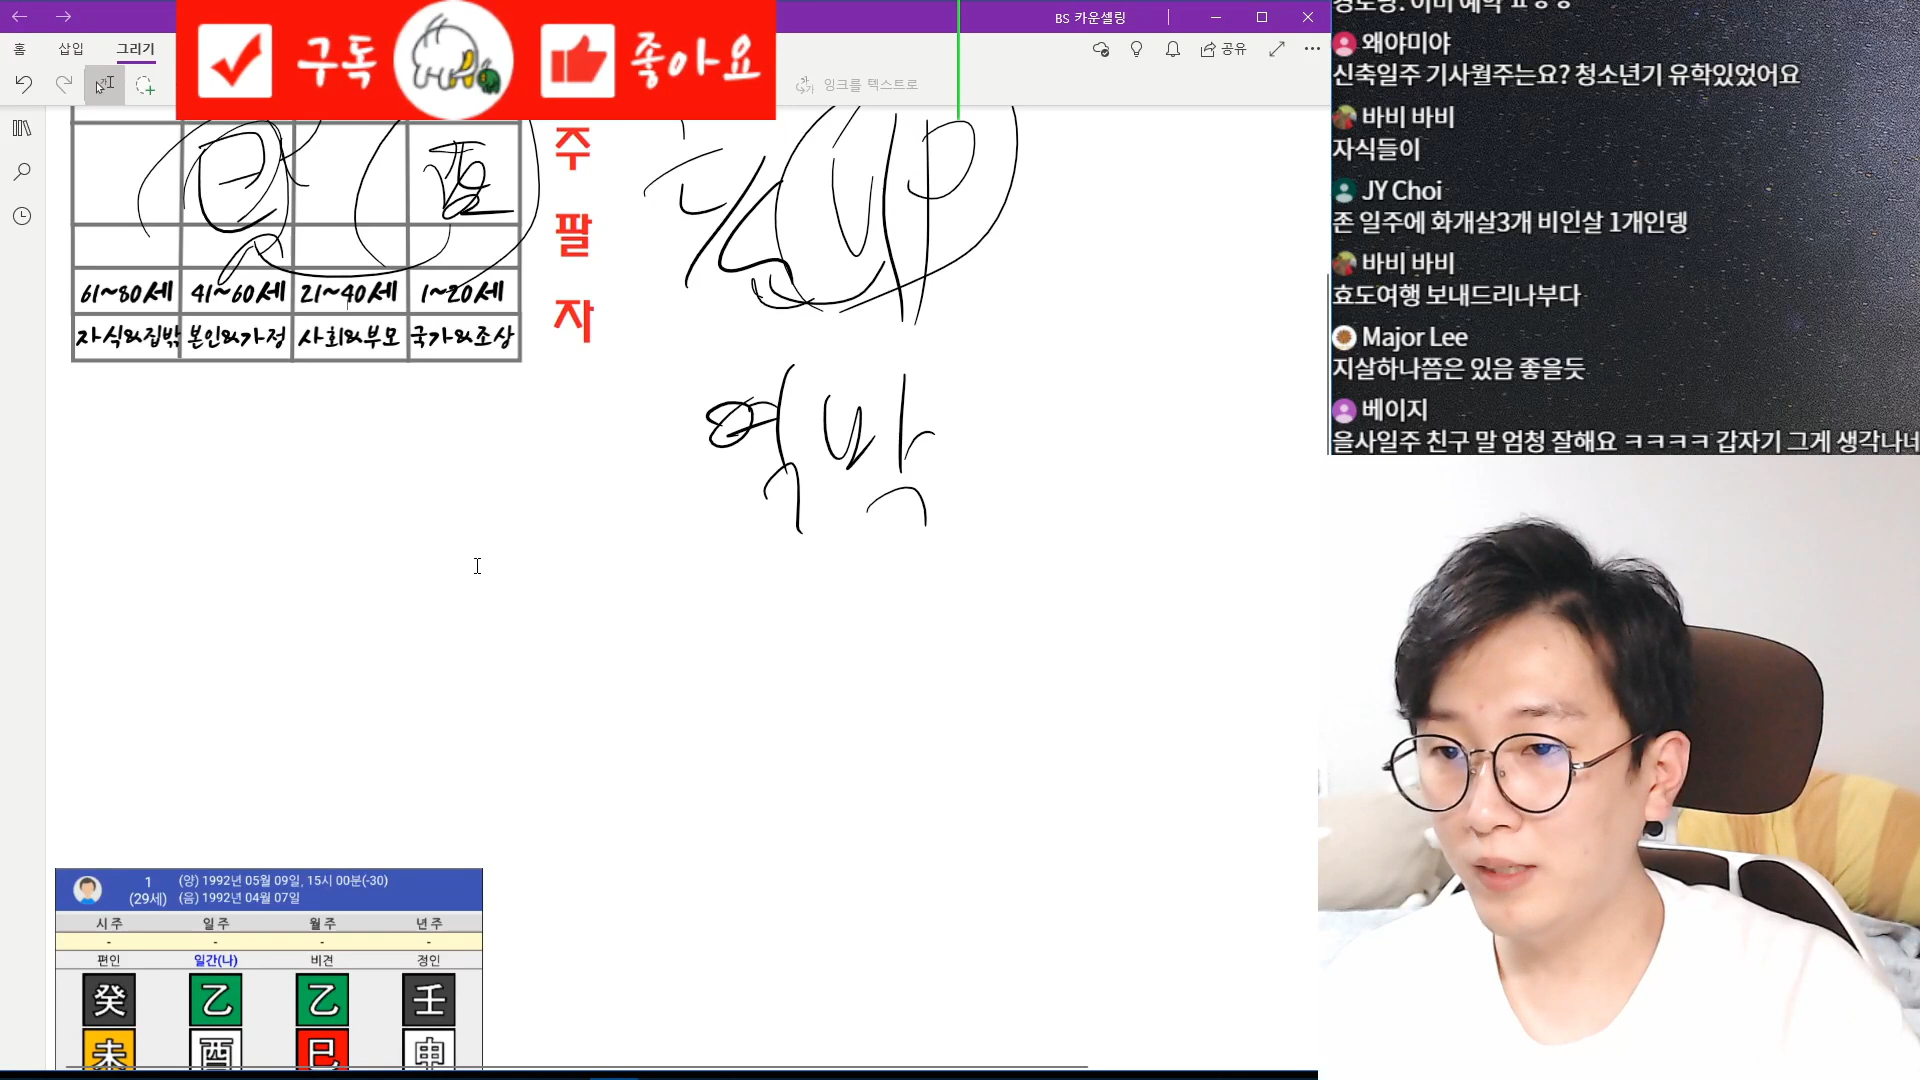 BS 카운셀링
홈 삽입 그리기
공유
잉크를 텍스트로
구독 좋아요
61~80세 41~60세 21~40세 1~20세
자식&집밖 본인&가정 사회&부모 국가&조상
주
팔
자
UP
역마
왜야미야
신축일주 기사월주는요? 청소년기 유학있었어요
바비 바비
자식들이
JY Choi
존 일주에 화개살3개 비인살 1개인뎅
바비 바비
효도여행 보내드리나부다
Major Lee
지살하나쯤은 있음 좋을듯
베이지
을사일주 친구 말 엄청 잘해요 ㅋㅋㅋㅋ 갑자기 그게 생각나네
1 (양) 1992년 05월 09일, 15시 00분(-30)
(29세) (음) 1992년 04월 07일
시주 일주 월주 년주
- - - -
편인 일간(나) 비견 정인
癸 乙 乙 壬
未 酉 巳 申